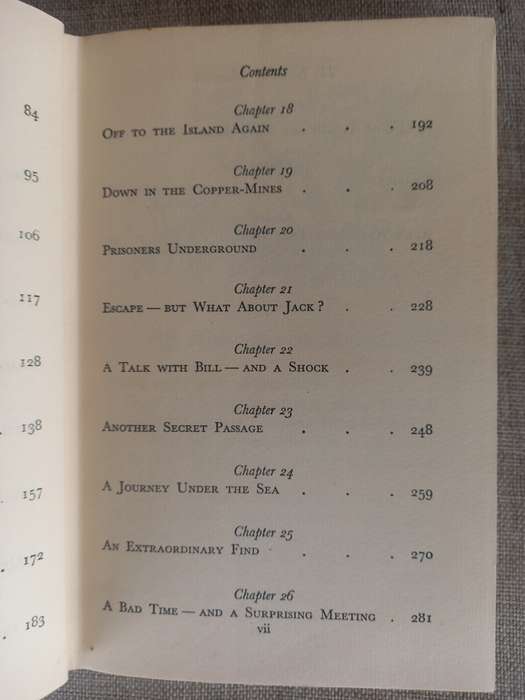 84
95
106
117
128
138
157
172
183
Contents
Chapter 18
Off to the Island Again . . . 192
Chapter 19
Down in the Copper-Mines . . . 208
Chapter 20
Prisoners Underground . . . 218
Chapter 21
Escape — but What About Jack? . . 228
Chapter 22
A Talk with Bill — and a Shock . . 239
Chapter 23
Another Secret Passage . . . 248
Chapter 24
A Journey Under the Sea . . . 259
Chapter 25
An Extraordinary Find . . . 270
Chapter 26
A Bad Time — and a Surprising Meeting . 281
vii